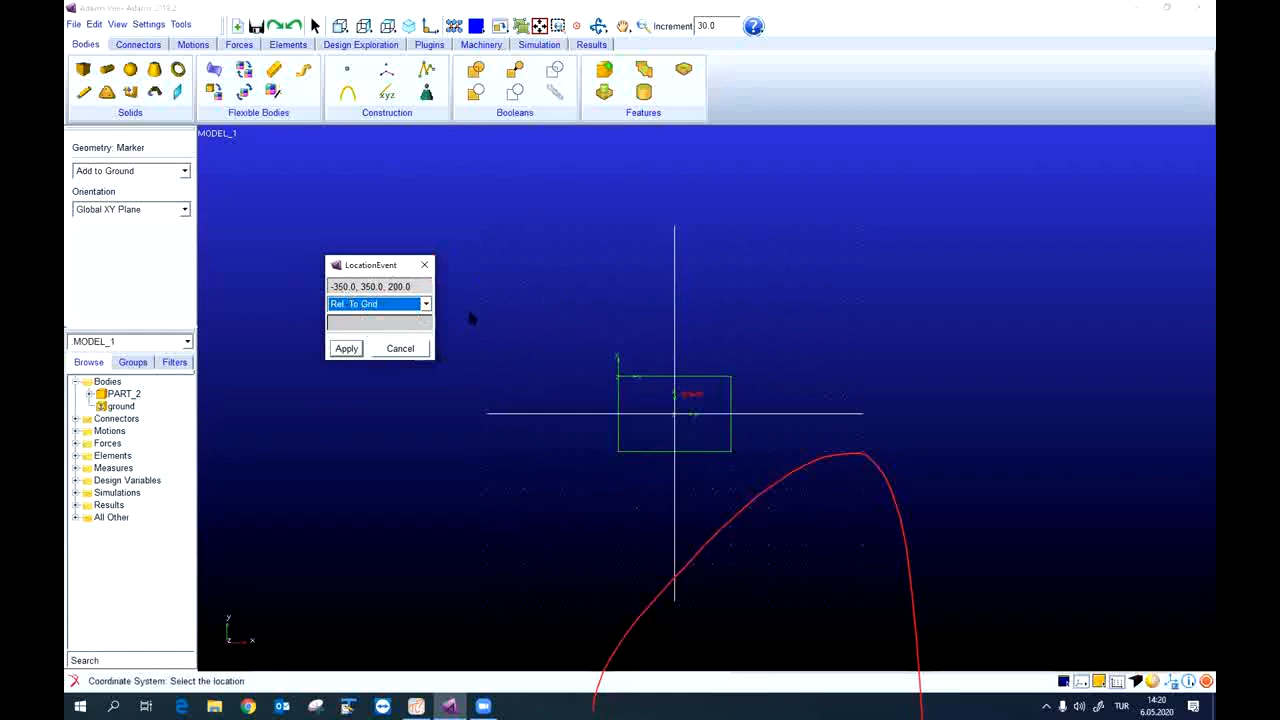 File Edit View Settings Tools
Increment 30.0
Bodies Connectors Motions Forces Elements Design Exploration Plugins Machinery Simulation Results
xyz
Solids Flexible Bodies Construction Booleans Features
MODEL_1
Geometry: Marker
Add to Ground
Orientation
Global XY Plane
LocationEvent
-350.0, 350.0, 200.0
Rel. To Grid
Apply Cancel
.MODEL_1
Browse Groups Filters
Bodies
PART_2
ground
Connectors
Motions
Forces
Elements
Measures
Design Variables
Simulations
Results
All Other
y
z x
Search
Coordinate System: Select the location
TUR
14:20
6.05.2020